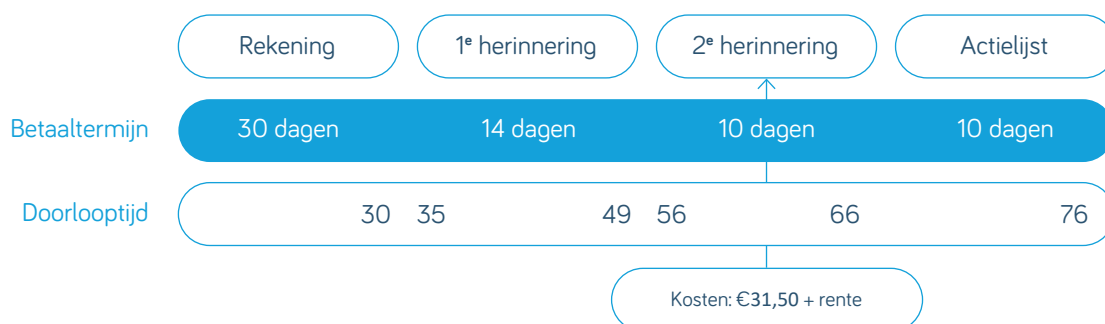 Rekening 1e herinnering 2e herinnering Actielijst
Betaaltermijn 30 dagen 14 dagen 10 dagen 10 dagen
Doorlooptijd 30 35 49 56 66 76
Kosten: €31,50 + rente